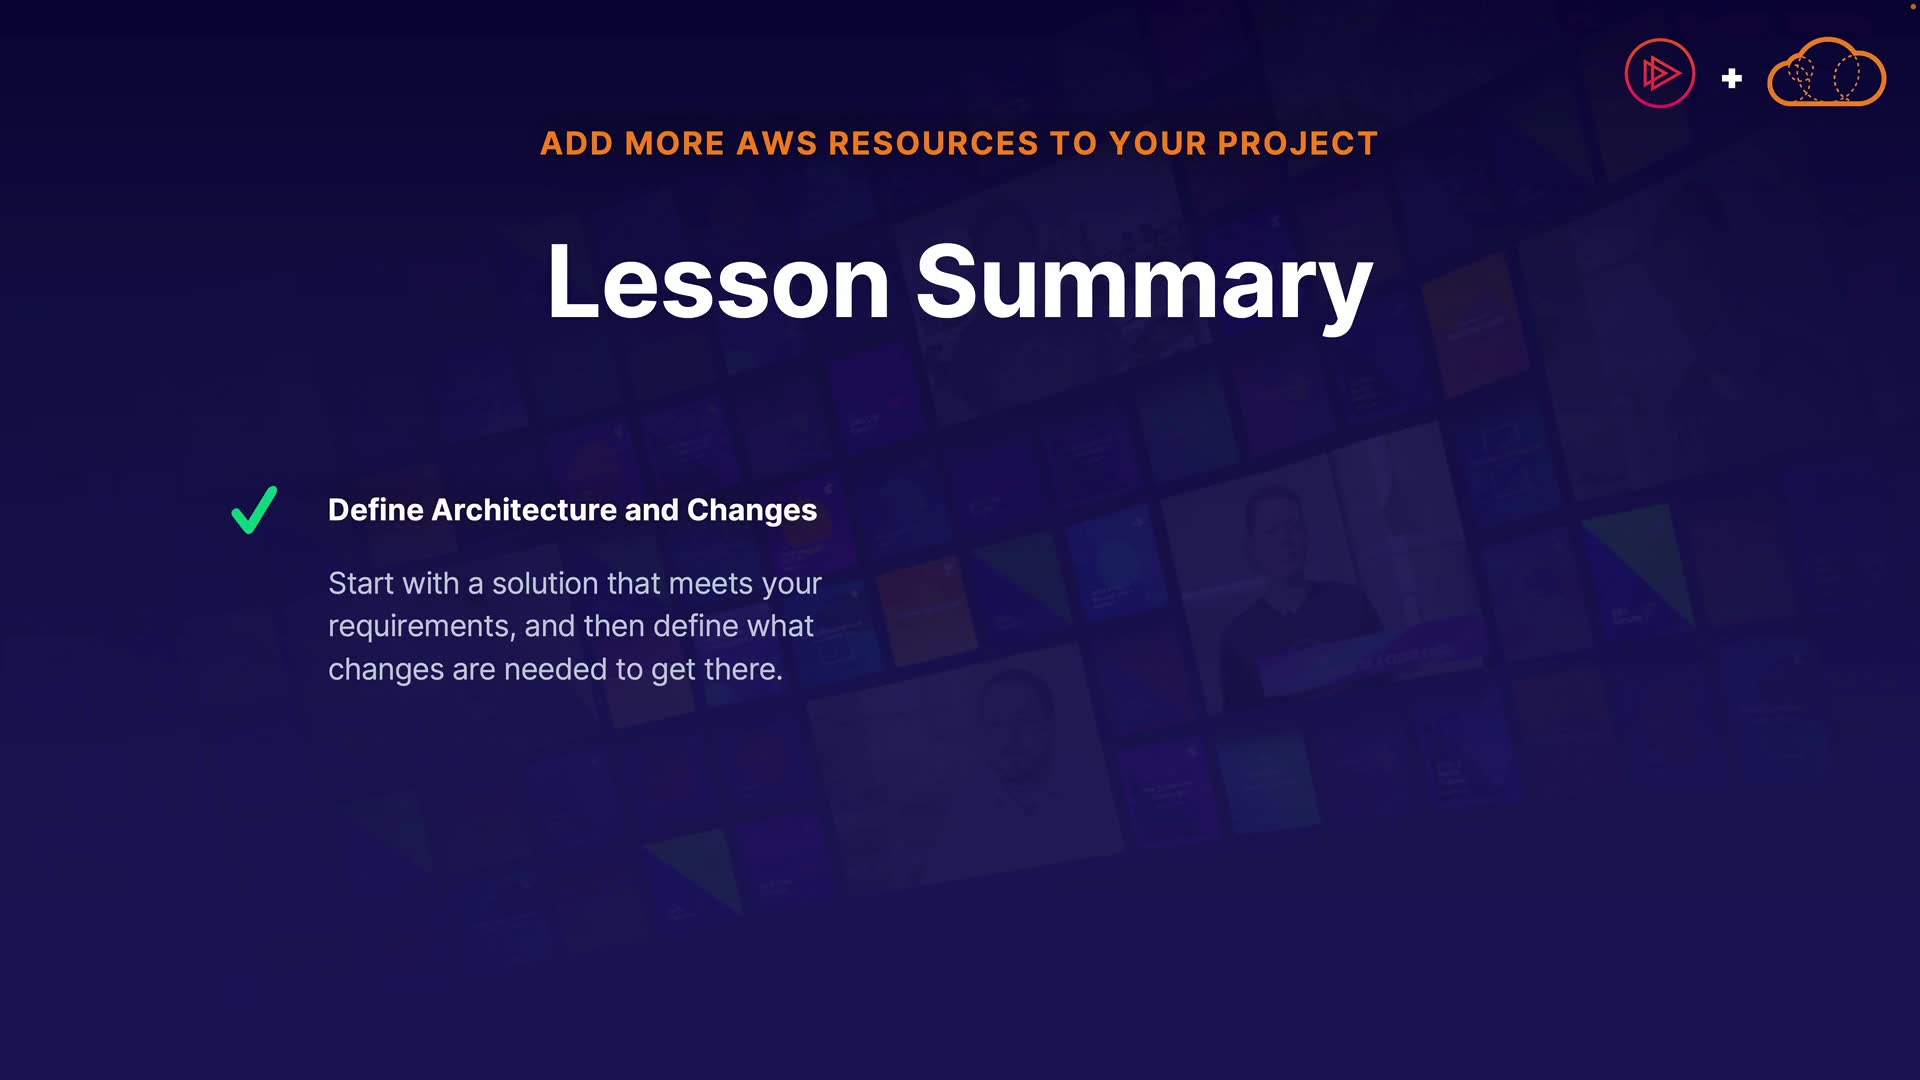 ADD MORE AWS RESOURCES TO YOUR PROJECT
Lesson Summary
Define Architecture and Changes
Start with a solution that meets your
requirements, and then define what
changes are needed to get there.